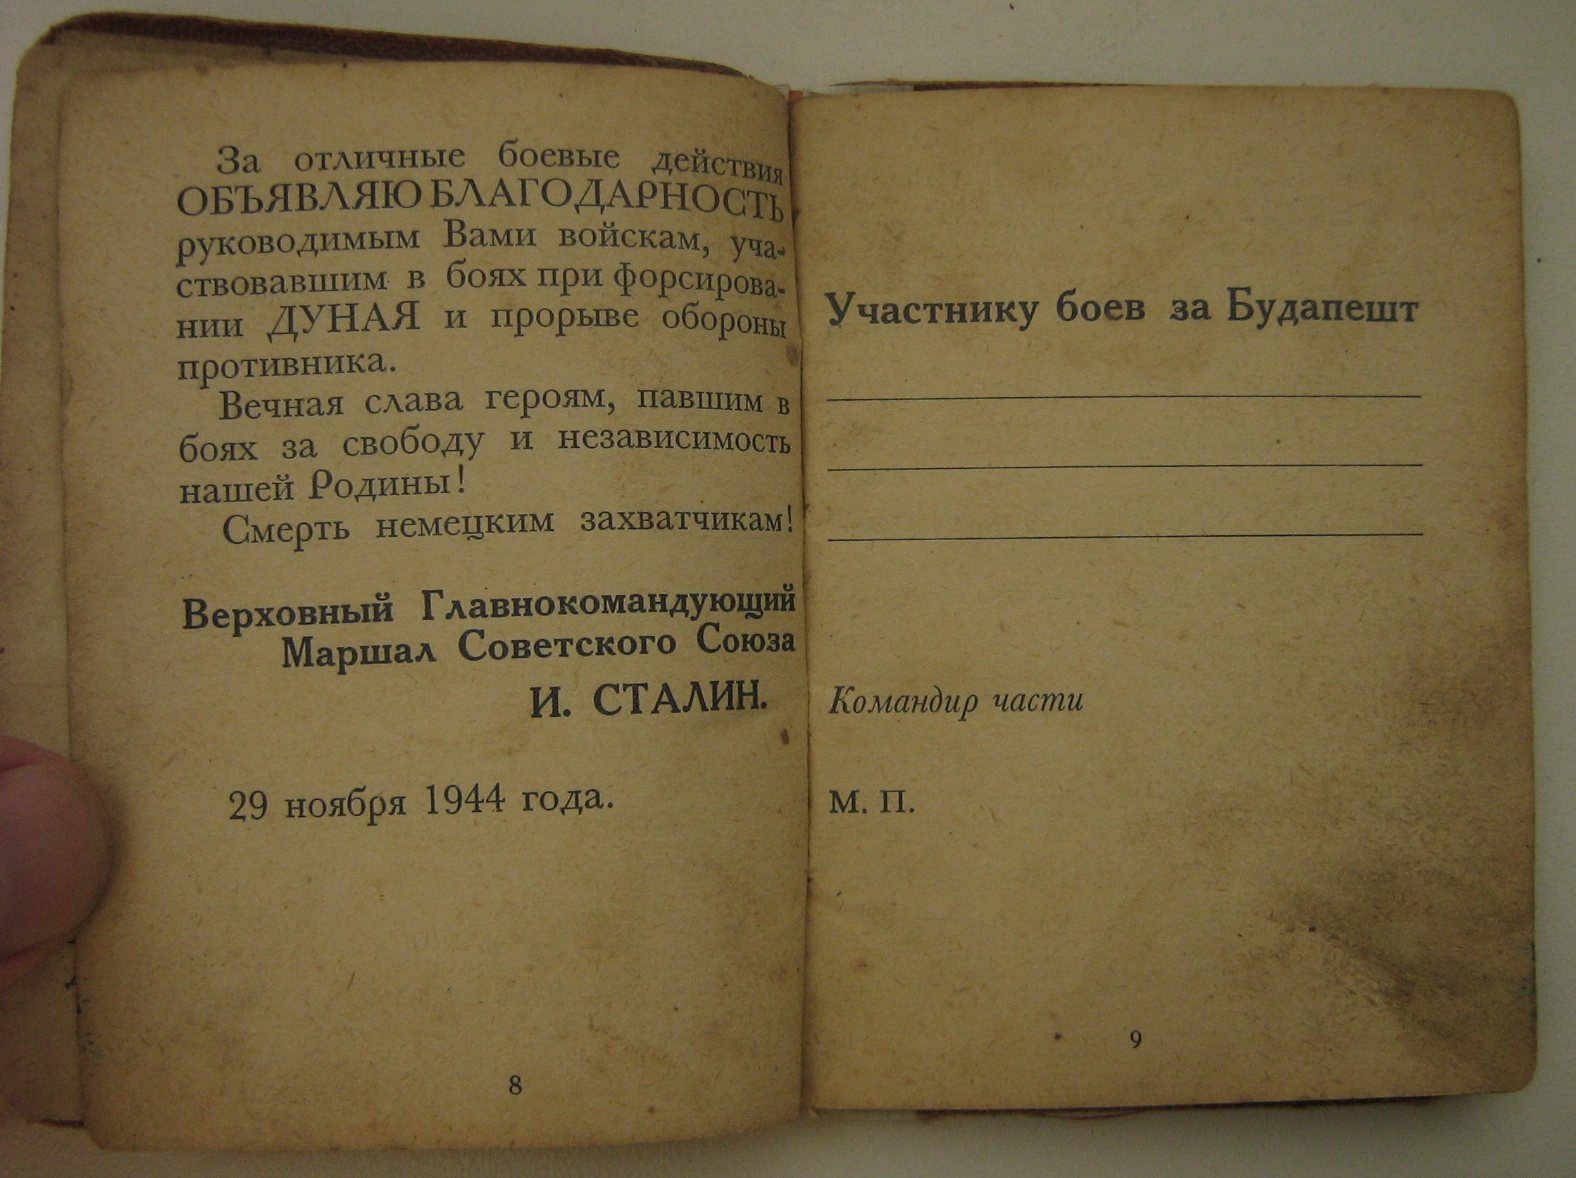 За отличные боевые действия
ОБЪЯВЛЯЮ БЛАГОДАРНОСТЬ
руководимым Вами войскам, уча-
ствовавшим в боях при форсирова-
нии ДУНАЯ и прорыве обороны
противника.
Вечная слава героям, павшим в
боях за свободу и независимость
нашей Родины!
Смерть немецким захватчикам!
Верховный Главнокомандующий
Маршал Советского Союза
И. СТАЛИН.
29 ноября 1944 года.
8
Участнику боев за Будапешт
Командир части
М. П.
9